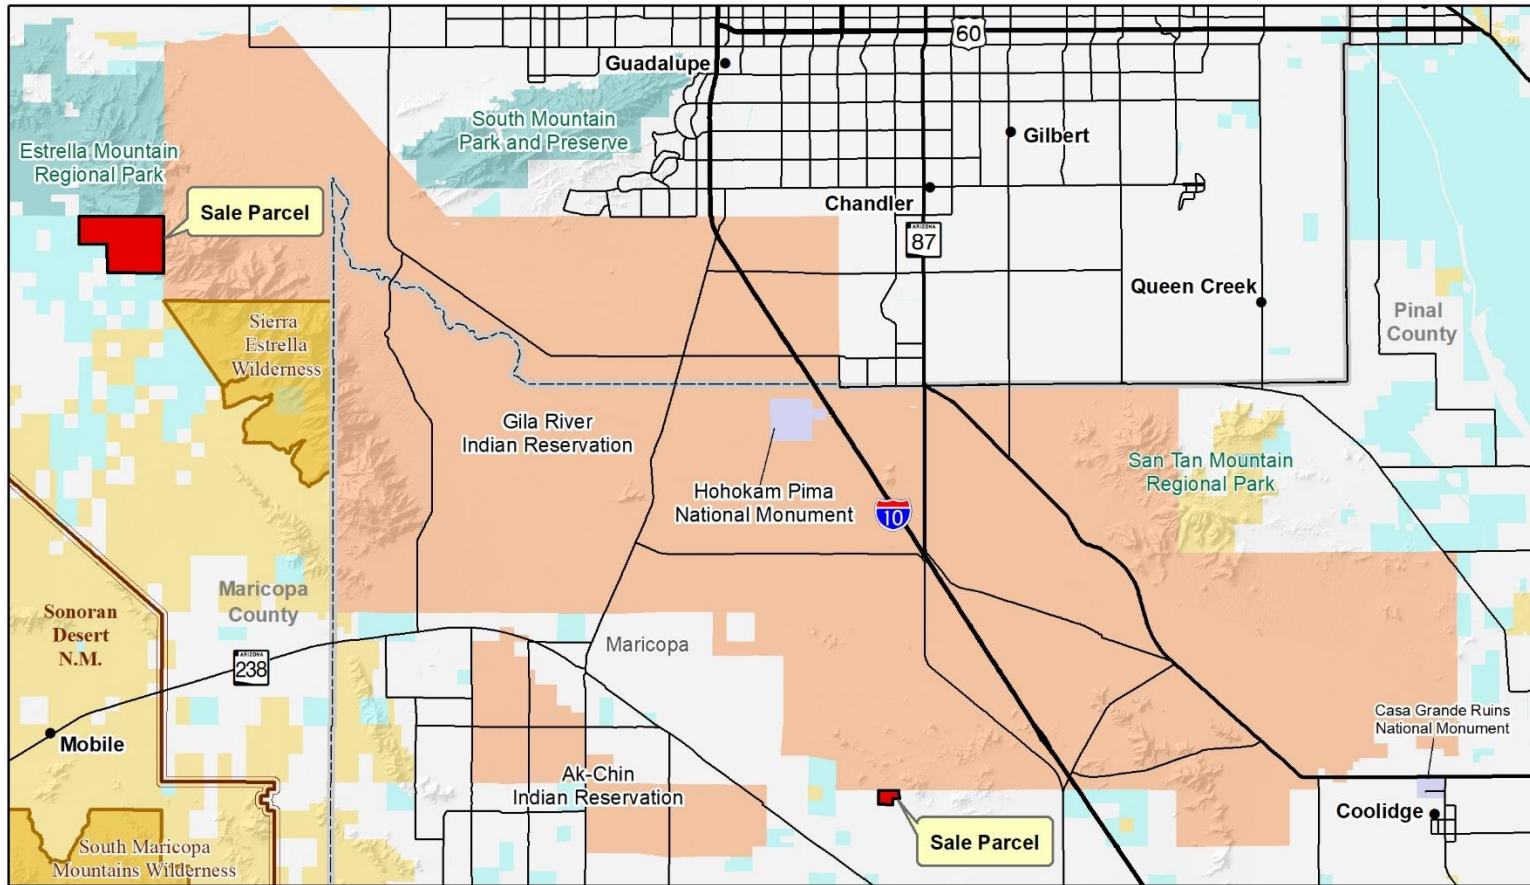 60
Guadalupe
South Mountain
Park and Preserve
Gilbert
Estrella Mountain
Regional Park
Sale Parcel
Chandler
ARIZONA
87
Queen Creek
Pinal
County
Sierra
Estrella
Wilderness
Gila River
Indian Reservation
San Tan Mountain
Regional Park
Hohokam Pima
National Monument
10
Maricopa
County
Sonoran
Desert
N.M.
Maricopa
ARIZONA
238
Casa Grande Ruins
National Monument
Mobile
Ak-Chin
Indian Reservation
Coolidge
Sale Parcel
South Maricopa
Mountains Wilderness